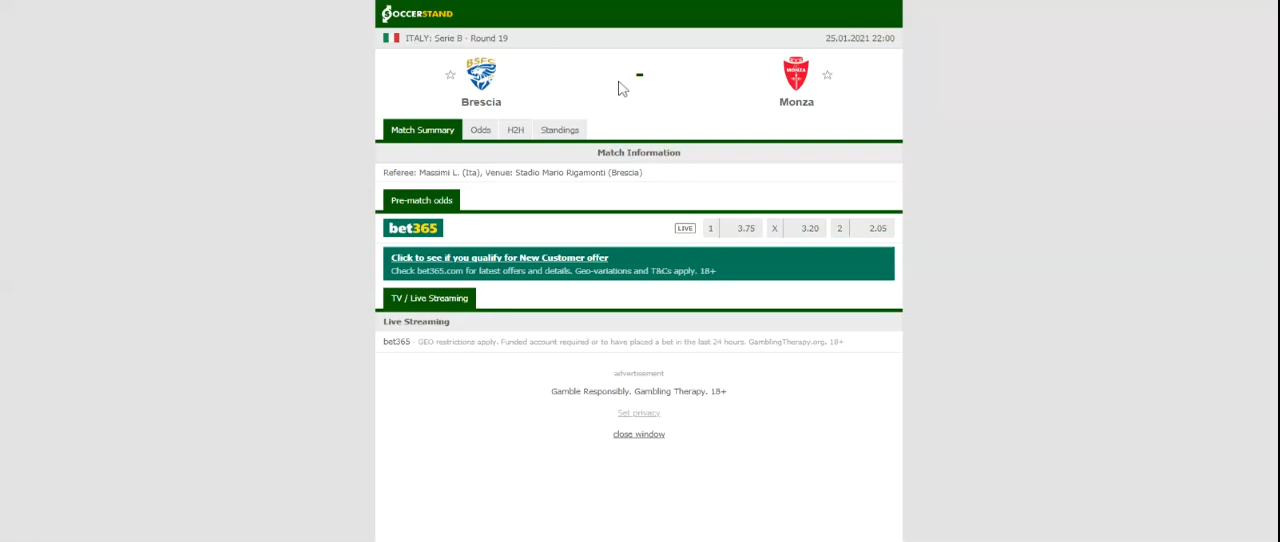 SOCCERSTAND
ITALY: Serie B - Round 19 25.01.2021 22:00
BSFC
MONZA
Brescia Monza
Match Summary Odds H2H Standings
Match Information
Referee: Massimi L. (Ita), Venue: Stadio Mario Rigamonti (Brescia)
Pre-match odds
bet365 LIVE 1 3.75 X 3.20 2 2.05
Click to see if you qualify for New Customer offer
Check bet365.com for latest offers and details. Geo-variations and T&Cs apply. 18+
TV / Live Streaming
Live Streaming
bet365 - GEO restrictions apply. Funded account required or to have placed a bet in the last 24 hours. GamblingTherapy.org. 18+
advertisement
Gamble Responsibly. Gambling Therapy. 18+
Set privacy
close window